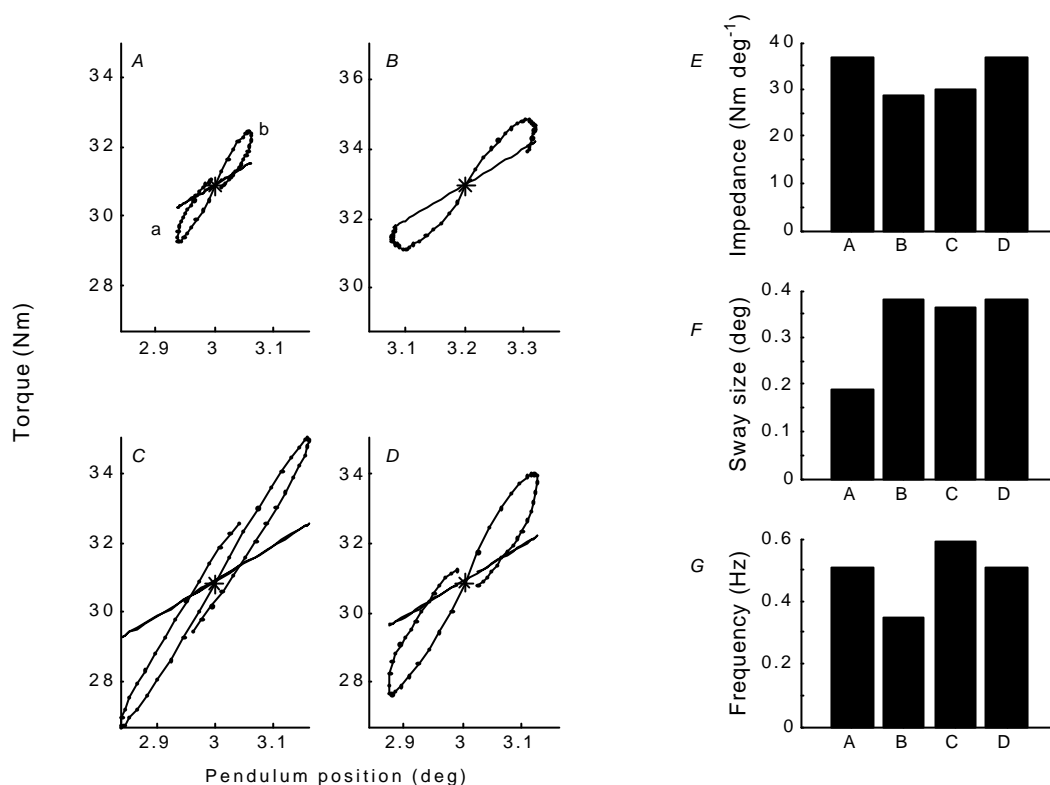 A
34
32
30
28
b
a
2.9
3
3.1
B
36
34
32
30
3.1
3.2
3.3
C
34
32
30
28
2.9
3
3.1
D
34
32
30
28
2.9
3
3.1
Torque (Nm)
Pendulum position (deg)
E
Impedance (Nm deg-1)
40
30
20
10
0
A B C D
F
Sway size (deg)
0.4
0.3
0.2
0.1
0
A B C D
G
Frequency (Hz)
0.6
0.4
0.2
0
A B C D